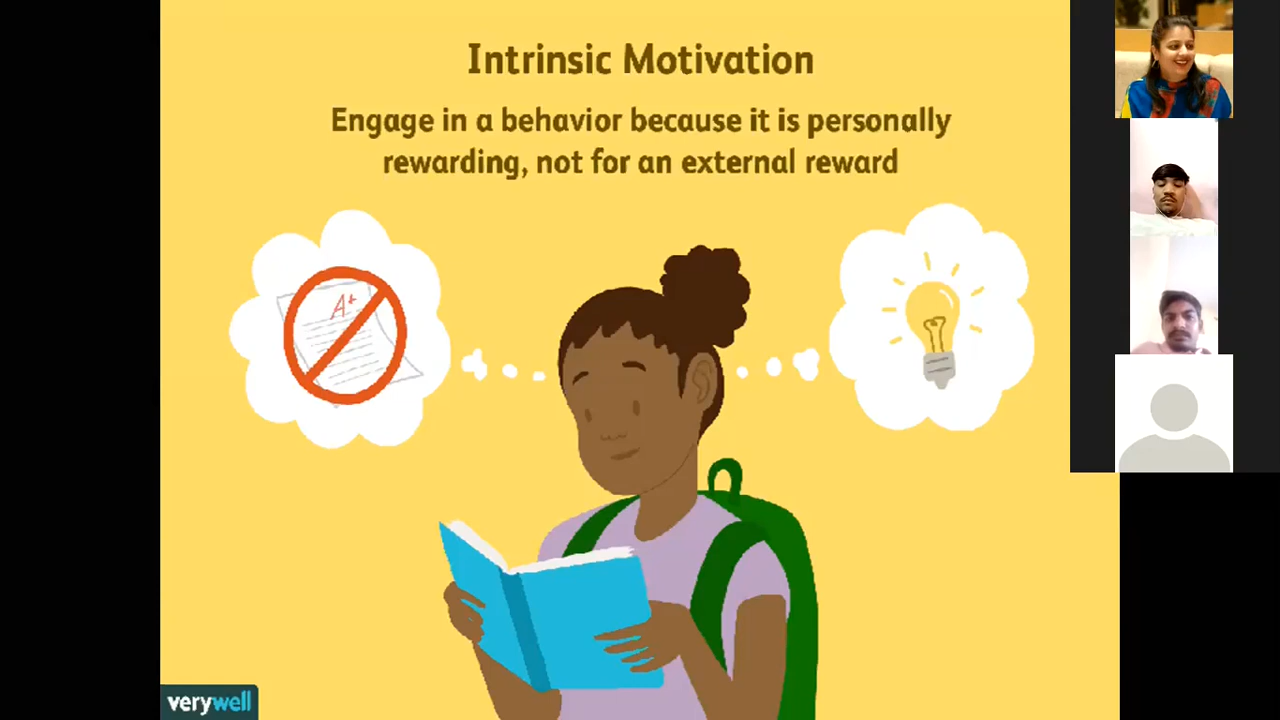 Intrinsic Motivation
Engage in a behavior because it is personally
rewarding, not for an external reward
A+
verywell